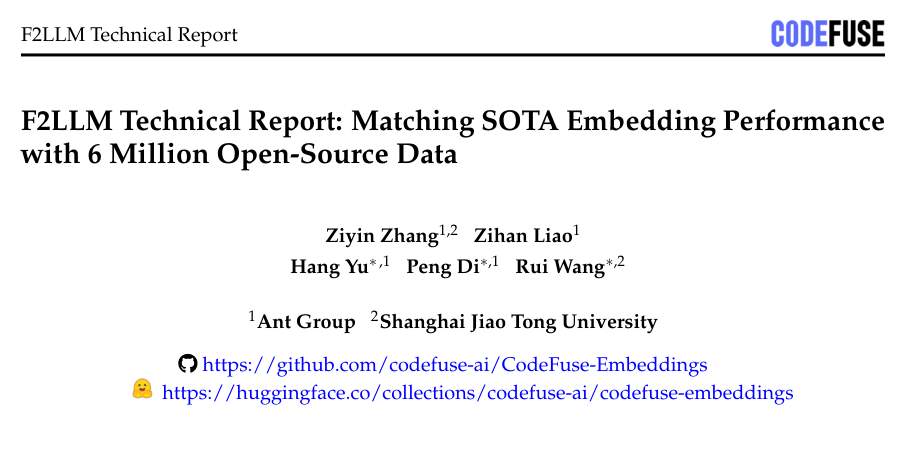 F2LLM Technical Report
CODEFUSE
F2LLM Technical Report: Matching SOTA Embedding Performance
with 6 Million Open-Source Data
Ziyin Zhang1,2 Zihan Liao1
Hang Yu*,1 Peng Di*,1 Rui Wang*,2
1Ant Group 2Shanghai Jiao Tong University
https://github.com/codefuse-ai/CodeFuse-Embeddings
https://huggingface.co/collections/codefuse-ai/codefuse-embeddings